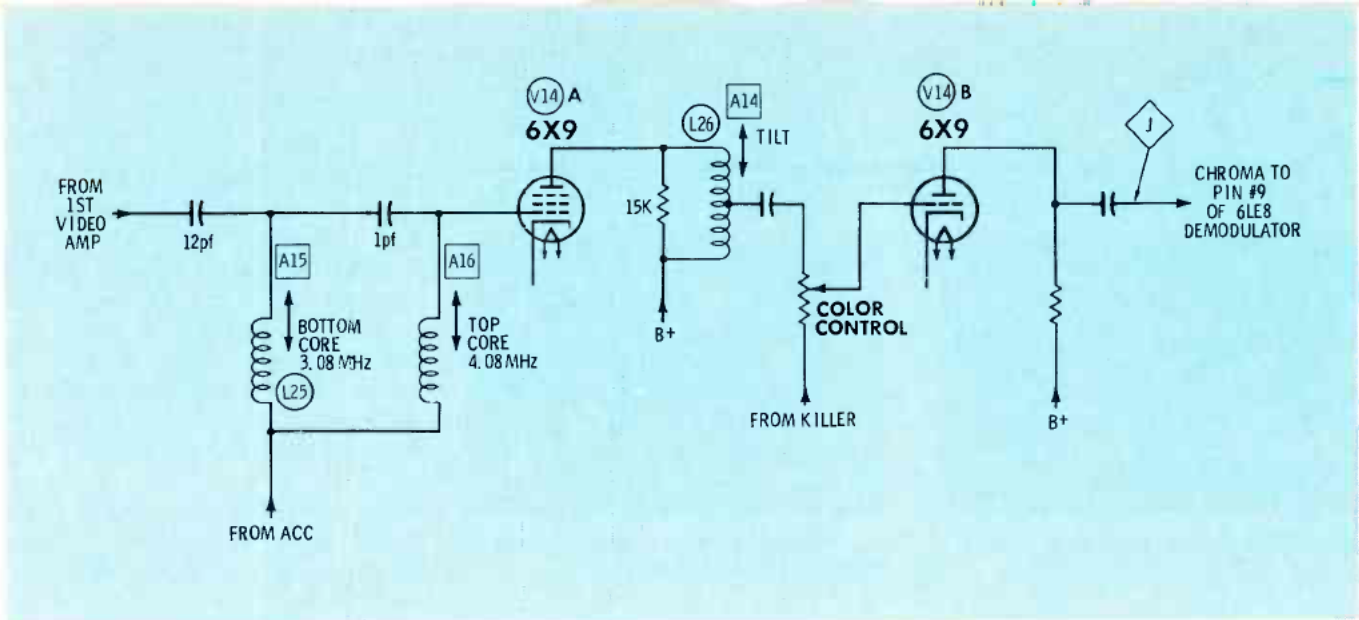 FROM
1ST
VIDEO
AMP
12pf
1pf
A15
BOTTOM
CORE
3.08 MHz
L25
A16
TOP
CORE
4.08 MHz
FROM ACC
V14 A
6X9
15K
L26
A14
TILT
B+
COLOR
CONTROL
FROM KILLER
V14 B
6X9
J
B+
CHROMA TO
PIN #9
OF 6LE8
DEMODULATOR